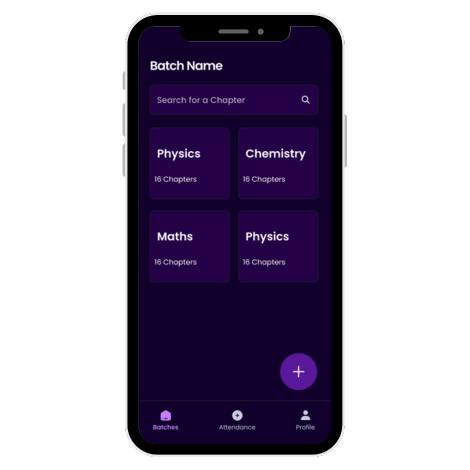 Batch Name
Search for a Chapter
Physics
Chemistry
16 Chapters
16 Chapters
Maths
Physics
16 Chapters
16 Chapters
Batches
Attendance
Profile